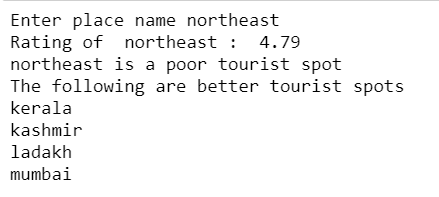 Enter place name northeast
Rating of  northeast :  4.79
northeast is a poor tourist spot
The following are better tourist spots
kerala
kashmir
ladakh
mumbai